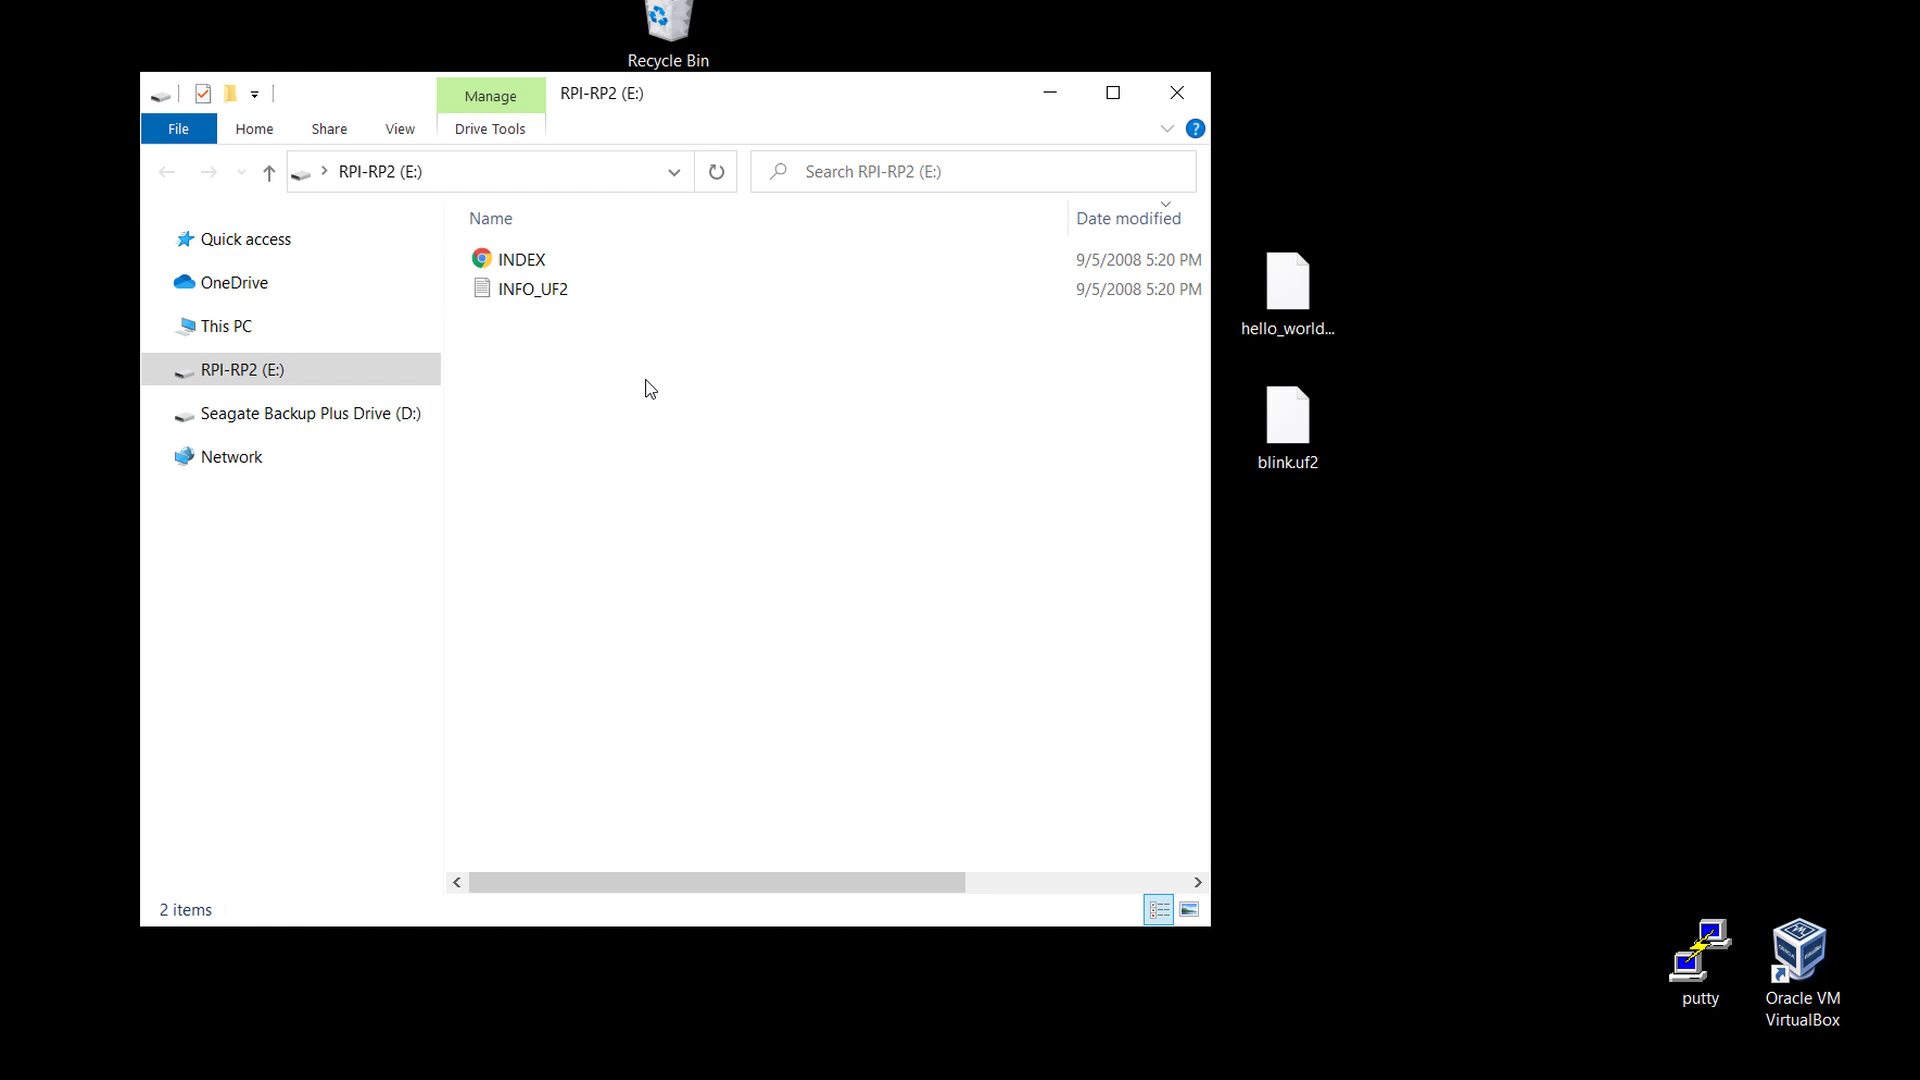 Recycle Bin
Manage
RPI-RP2 (E:)
File
Home
Share
View
Drive Tools
?
RPI-RP2 (E:)
Search RPI-RP2 (E:)
Name
Date modified
Quick access
OneDrive
This PC
RPI-RP2 (E:)
Seagate Backup Plus Drive (D:)
Network
INDEX
9/5/2008 5:20 PM
INFO_UF2
9/5/2008 5:20 PM
2 items
hello_world...
blink.uf2
putty
Oracle VM
VirtualBox